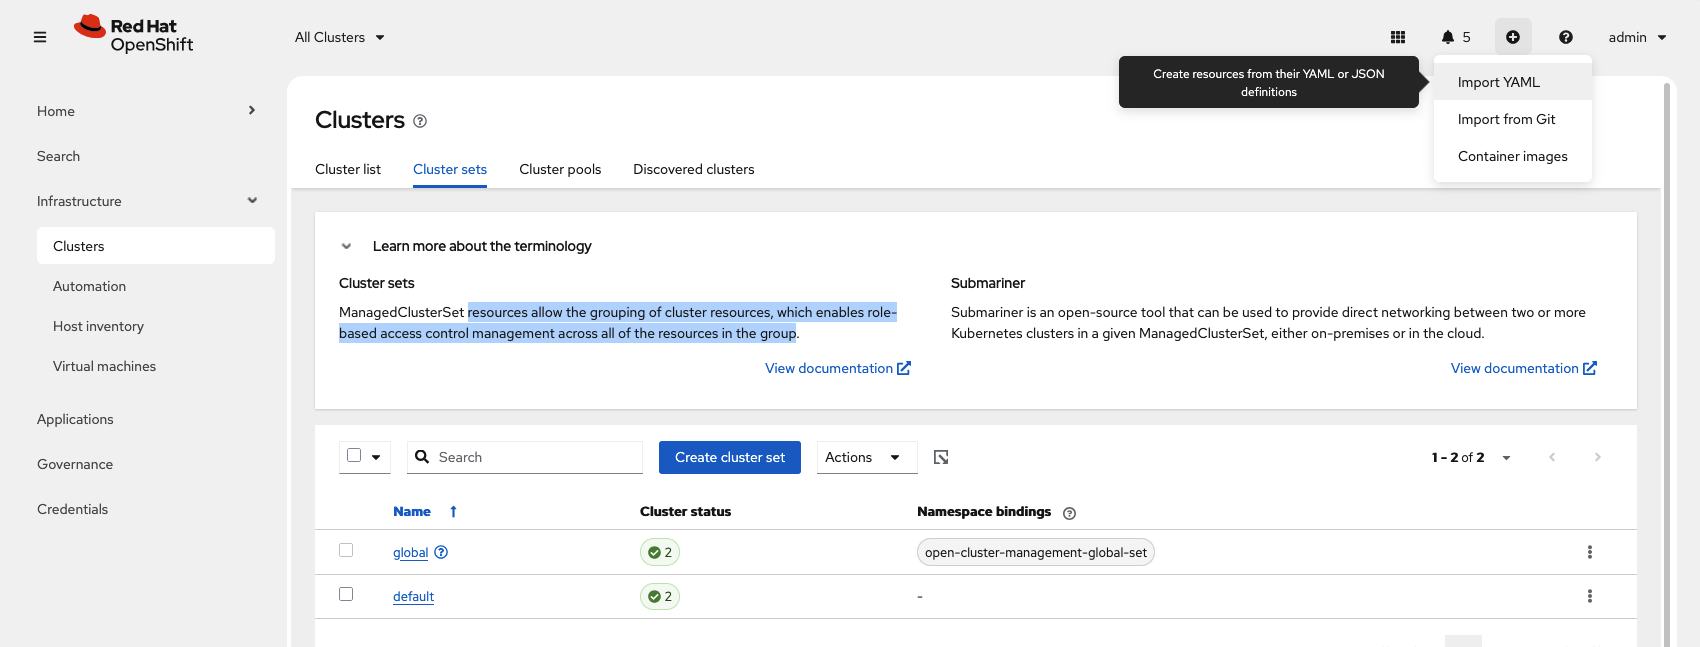 Red Hat
OpenShift
All Clusters
5
admin
Create resources from their YAML or JSON
definitions
Import YAML
Import from Git
Container images
Home
Search
Infrastructure
Clusters
Automation
Host inventory
Virtual machines
Applications
Governance
Credentials
Clusters
Cluster list
Cluster sets
Cluster pools
Discovered clusters
Learn more about the terminology
Cluster sets
ManagedClusterSet resources allow the grouping of cluster resources, which enables role-
based access control management across all of the resources in the group.
View documentation
Submariner
Submariner is an open-source tool that can be used to provide direct networking between two or more
Kubernetes clusters in a given ManagedClusterSet, either on-premises or in the cloud.
View documentation
Search
Create cluster set
Actions
1 - 2 of 2
Name
Cluster status
Namespace bindings
global
2
open-cluster-management-global-set
default
2
-